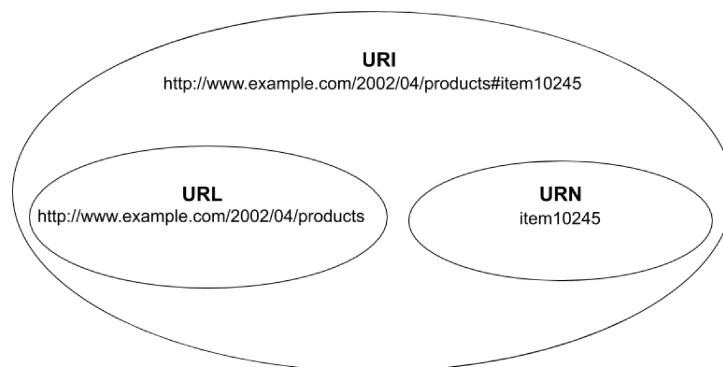 URI
http://www.example.com/2002/04/products#item10245
URL
http://www.example.com/2002/04/products
URN
item10245